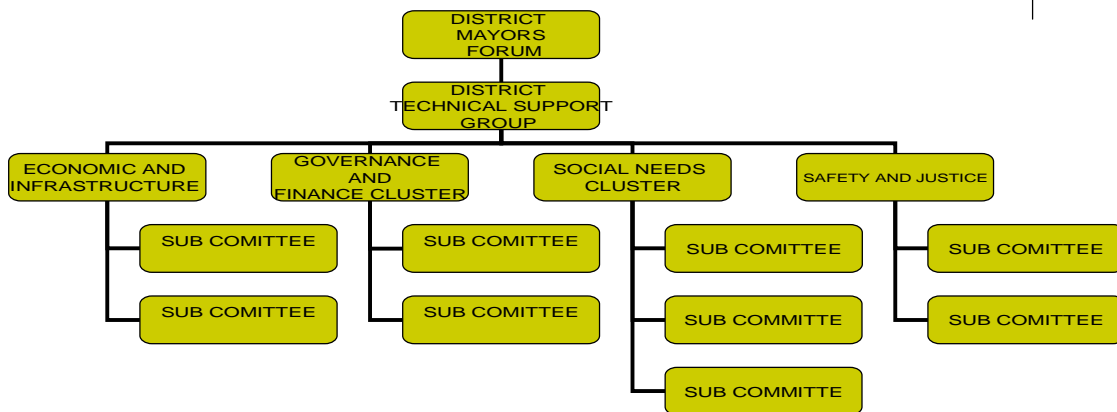 DISTRICT
MAYORS
FORUM
DISTRICT
TECHNICAL SUPPORT
GROUP
ECONOMIC AND
INFRASTRUCTURE
GOVERNANCE
AND
FINANCE CLUSTER
SOCIAL NEEDS
CLUSTER
SAFETY AND JUSTICE
SUB COMITTEE
SUB COMITTEE
SUB COMITTEE
SUB COMITTEE
SUB COMITTEE
SUB COMITTEE
SUB COMMITTE
SUB COMITTEE
SUB COMMITTE